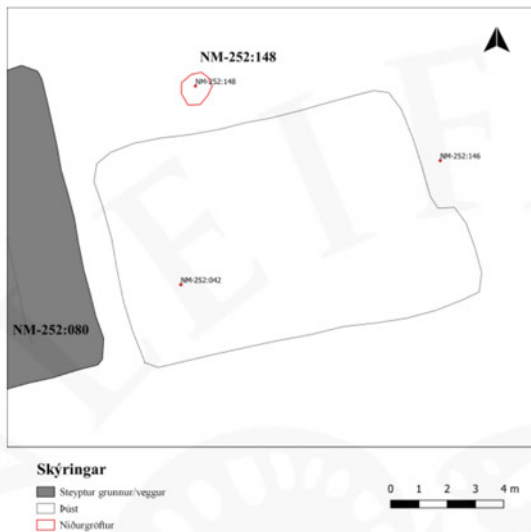 NM-252:148
NM-252:148
NM-252:146
NM-252:042
NM-252:080
Skýringar
Steyptur grunnur/veggur
Þúst
Niðurgröftur
0 1 2 3 4 m